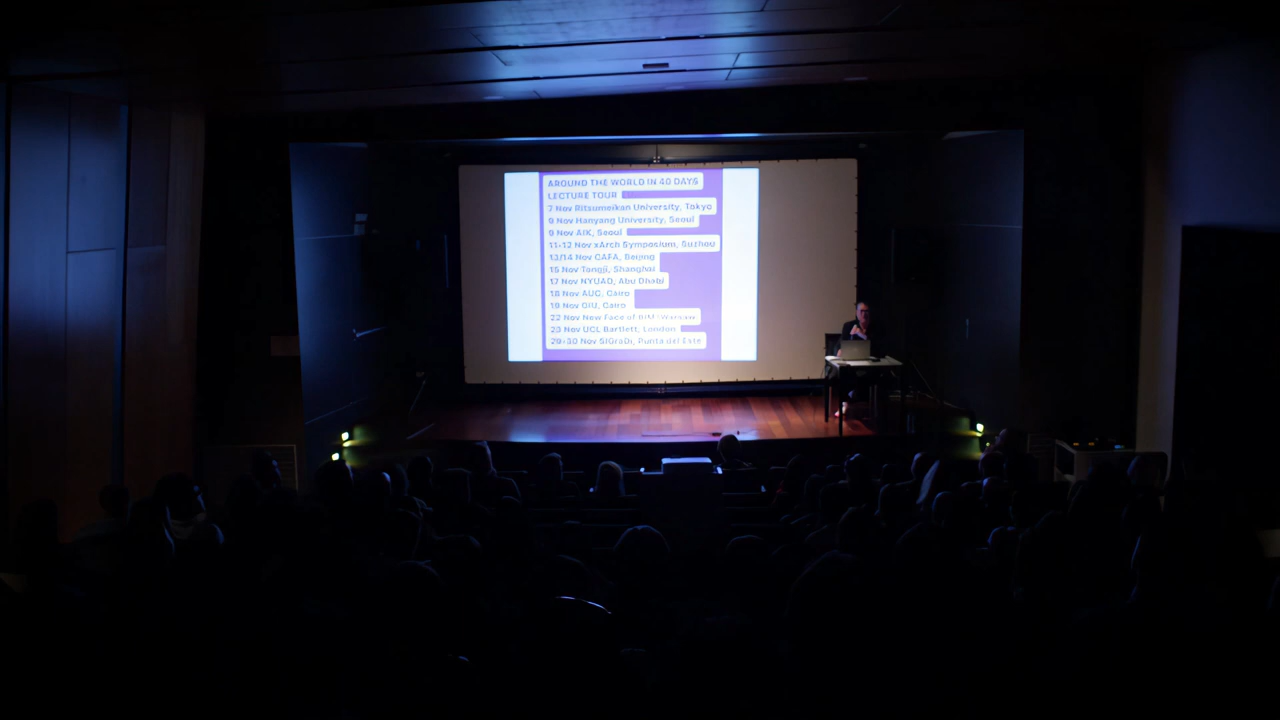 AROUND THE WORLD IN 40 DAYS
LECTURE TOUR
7 Nov Ritsumeikan University, Tokyo
9 Nov Hanyang University, Seoul
9 Nov AIK, Seoul
11-12 Nov xArch Symposium, Suzhou
13/14 Nov CAFA, Beijing
15 Nov Tongji, Shanghai
17 Nov NYUAD, Abu Dhabi
18 Nov AUC, Cairo
19 Nov GIU, Cairo
22 Nov New Face of BIM, Warsaw
23 Nov UCL Bartlett, London
29-30 Nov SIGraDi, Punta del Este